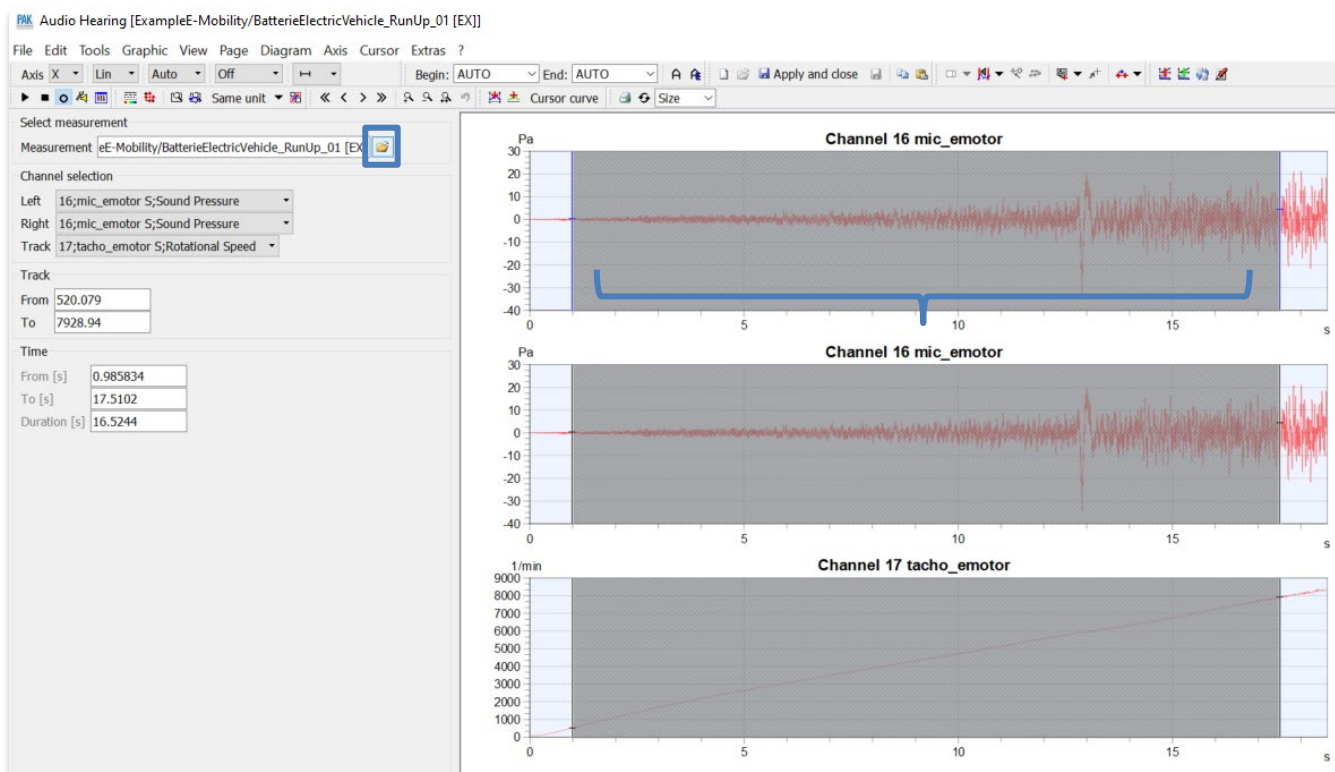 PAK Audio Hearing [ExampleE-Mobility/BatterieElectricVehicle_RunUp_01 [EX]]
File Edit Tools Graphic View Page Diagram Axis Cursor Extras ?
Axis X Lin Auto Off Begin: AUTO End: AUTO A Apply and close
Same unit Cursor curve Size
Select measurement
Measurement eE-Mobility/BatterieElectricVehicle_RunUp_01 [EX
Channel selection
Left 16;mic_emotor S;Sound Pressure
Right 16;mic_emotor S;Sound Pressure
Track 17;tacho_emotor S;Rotational Speed
Track
From 520.079
To 7928.94
Time
From [s] 0.985834
To [s] 17.5102
Duration [s] 16.5244
Pa Channel 16 mic_emotor
30
20
10
0
-10
-20
-30
-40
0 5 10 15 s
Pa Channel 16 mic_emotor
30
20
10
0
-10
-20
-30
-40
0 5 10 15 s
1/min Channel 17 tacho_emotor
9000
8000
7000
6000
5000
4000
3000
2000
1000
0
0 5 10 15 s